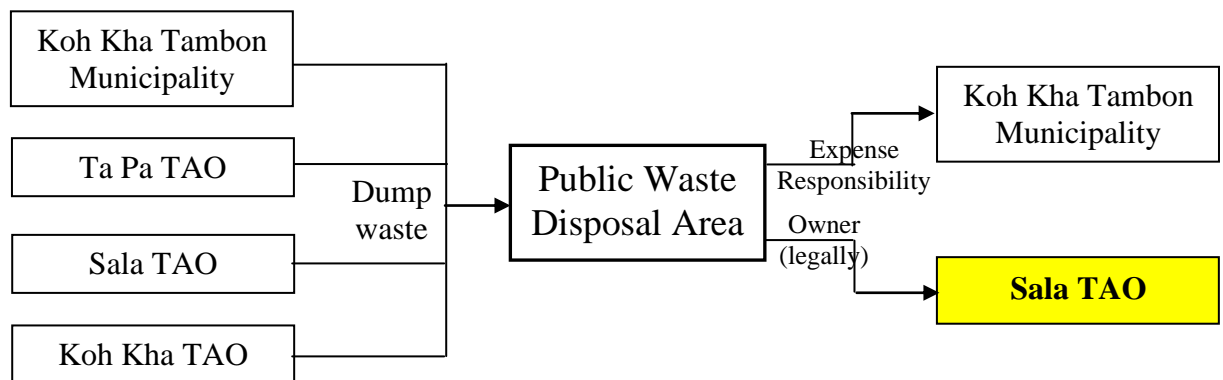 Koh Kha Tambon
Municipality
Ta Pa TAO
Sala TAO
Koh Kha TAO
Dump
waste
Public Waste
Disposal Area
Expense
Responsibility
Owner
(legally)
Koh Kha Tambon
Municipality
Sala TAO